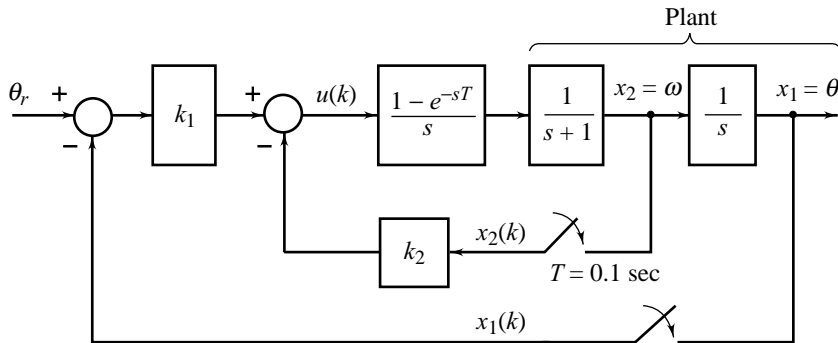 Plant
θr + − k1 + − u(k) 1 − e−sT / s 1 / s + 1 x2 = ω 1 / s x1 = θ
k2 x2(k) T = 0.1 sec
x1(k)